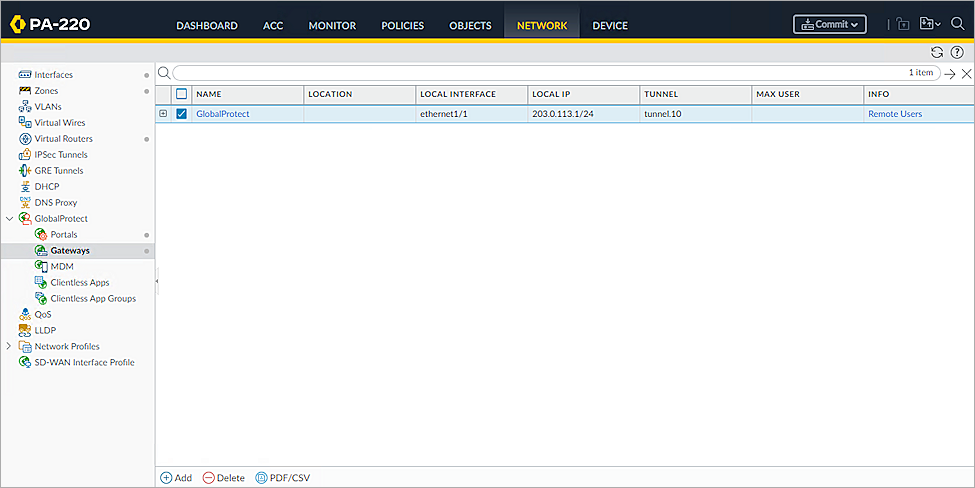 PA-220 DASHBOARD ACC MONITOR POLICIES OBJECTS NETWORK DEVICE Commit
1 item
Interfaces
Zones
VLANs
Virtual Wires
Virtual Routers
IPSec Tunnels
GRE Tunnels
DHCP
DNS Proxy
GlobalProtect
Portals
Gateways
MDM
Clientless Apps
Clientless App Groups
QoS
LLDP
Network Profiles
SD-WAN Interface Profile
NAME LOCATION LOCAL INTERFACE LOCAL IP TUNNEL MAX USER INFO
GlobalProtect ethernet1/1 203.0.113.1/24 tunnel.10 Remote Users
Add Delete PDF/CSV